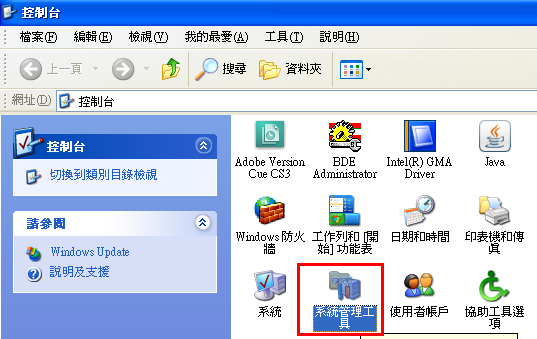 控制台
檔案(F) 編輯(E) 檢視(V) 我的最愛(A) 工具(T) 說明(H)
上一頁 搜尋 資料夾
網址(D) 控制台
控制台
切換到類別目錄檢視
請參閱
Windows Update
說明及支援
Adobe Version
Cue CS3
BDE
Administrator
Intel(R) GMA
Driver
Java
Windows 防火
牆
工作列和 [開
始] 功能表
日期和時間
印表機和傳
真
系統
系統管理工
具
使用者帳戶
協助工具選
項